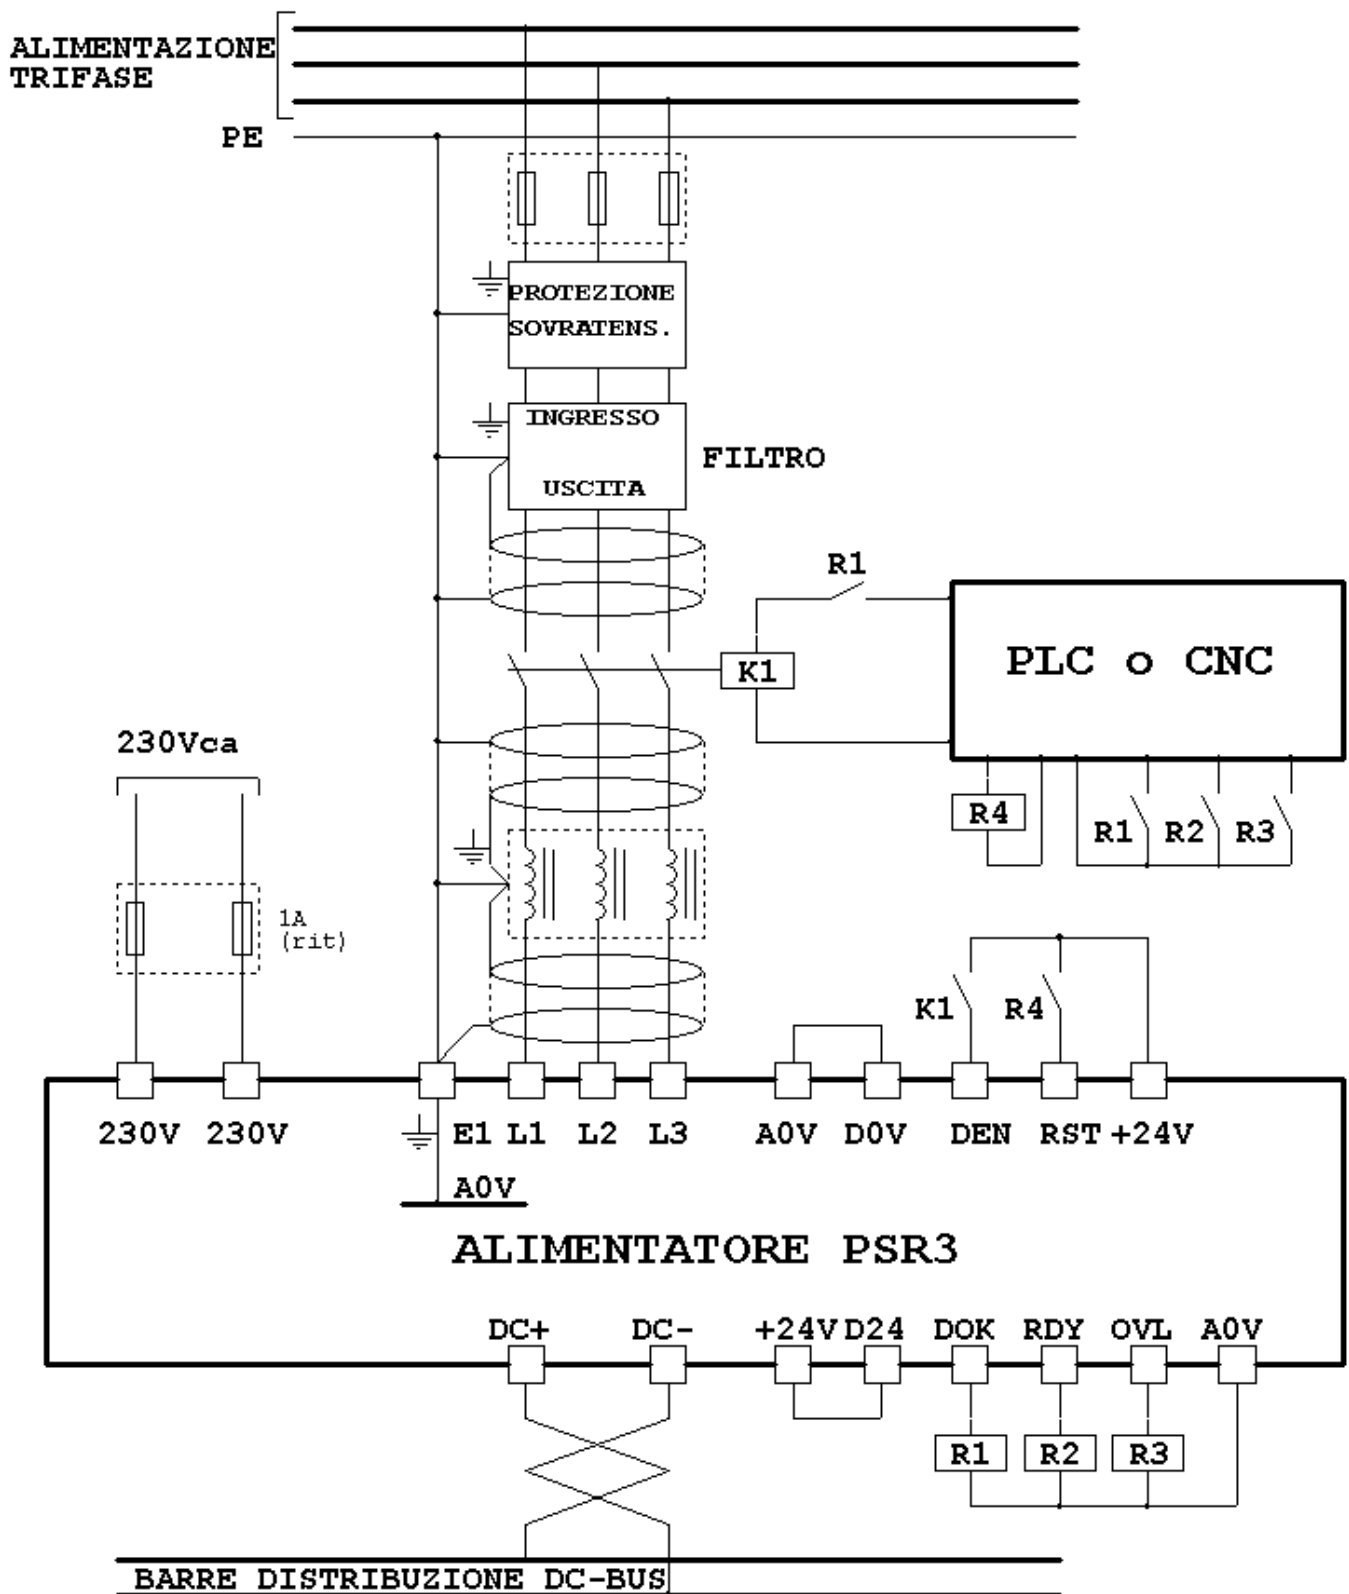 ALIMENTAZIONE
TRIFASE
PE
PROTEZIONE
SOVRATENS.
INGRESSO
FILTRO
USCITA
R1
PLC o CNC
K1
230Vca
R4
R1 R2 R3
1A
(rit)
K1 R4
230V 230V E1 L1 L2 L3 A0V D0V DEN RST +24V
A0V
ALIMENTATORE PSR3
DC+ DC- +24V D24 DOK RDY OVL A0V
R1 R2 R3
BARRE DISTRIBUZIONE DC-BUS